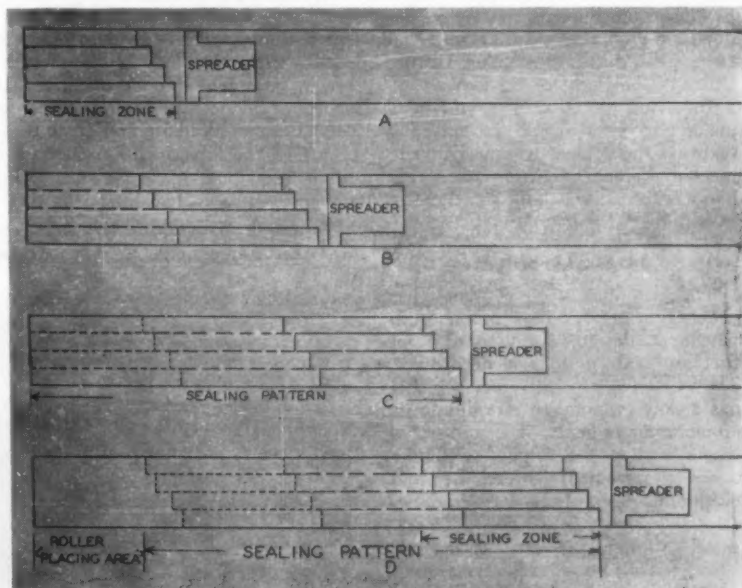 SPREADER
SEALING ZONE
A
SPREADER
B
SPREADER
SEALING PATTERN
C
SPREADER
ROLLER
PLACING AREA
SEALING ZONE
SEALING PATTERN
D